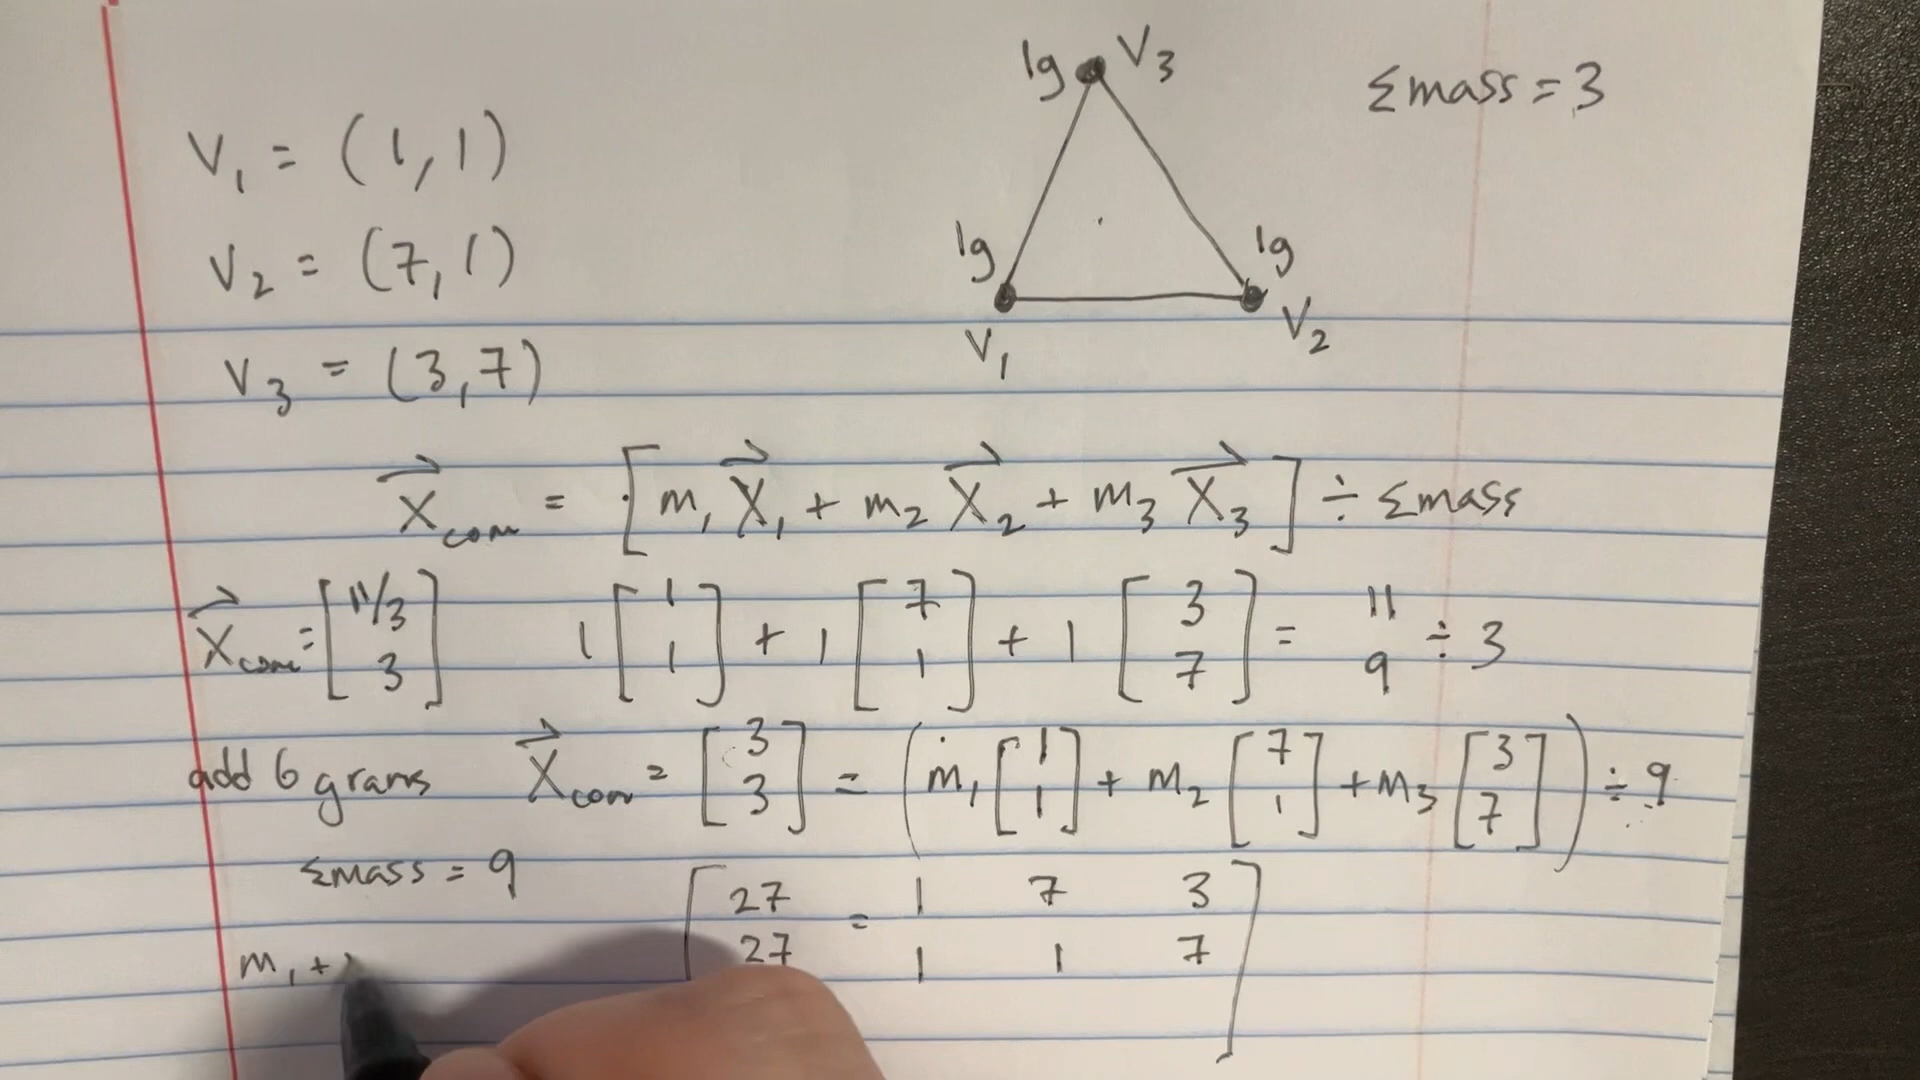 1g V3
Σmass = 3
V1 = (1,1)
V2 = (7,1)
1g 1g
V1 V2
V3 = (3,7)
Xcom = [m1 X1 + m2 X2 + m3 X3] ÷ Σmass
Xcom = [11/3 3] 1 [1 1] + 1 [7 1] + 1 [3 7] = 11 9 ÷ 3
add 6 grams Xcom = [3 3] = (m1 [1 1] + m2 [7 1] + m3 [3 7]) ÷ 9
Σmass = 9
[27 = 1 7 3
27 1 1 7]
m1 +